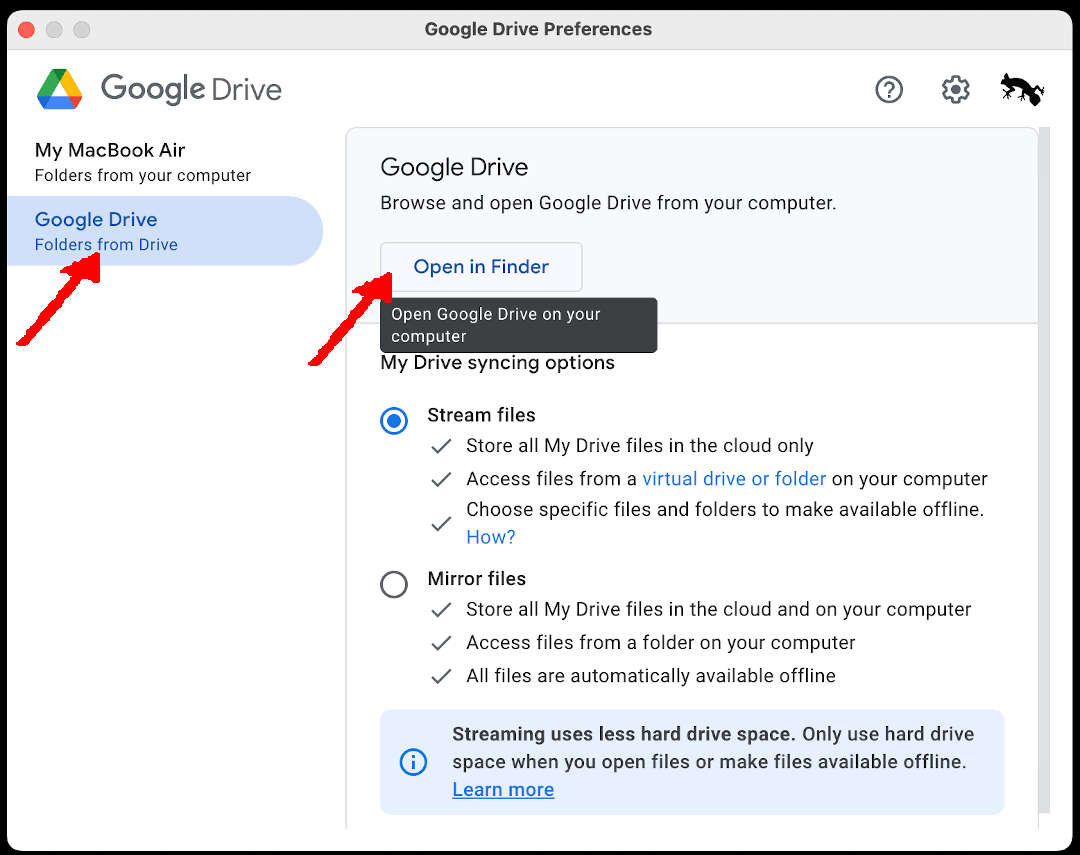 Google Drive Preferences
Google Drive
My MacBook Air
Folders from your computer
Google Drive
Folders from Drive
Google Drive
Browse and open Google Drive from your computer.
Open in Finder
Open Google Drive on your
computer
My Drive syncing options
Stream files
Store all My Drive files in the cloud only
Access files from a virtual drive or folder on your computer
Choose specific files and folders to make available offline.
How?
Mirror files
Store all My Drive files in the cloud and on your computer
Access files from a folder on your computer
All files are automatically available offline
Streaming uses less hard drive space. Only use hard drive
space when you open files or make files available offline.
Learn more